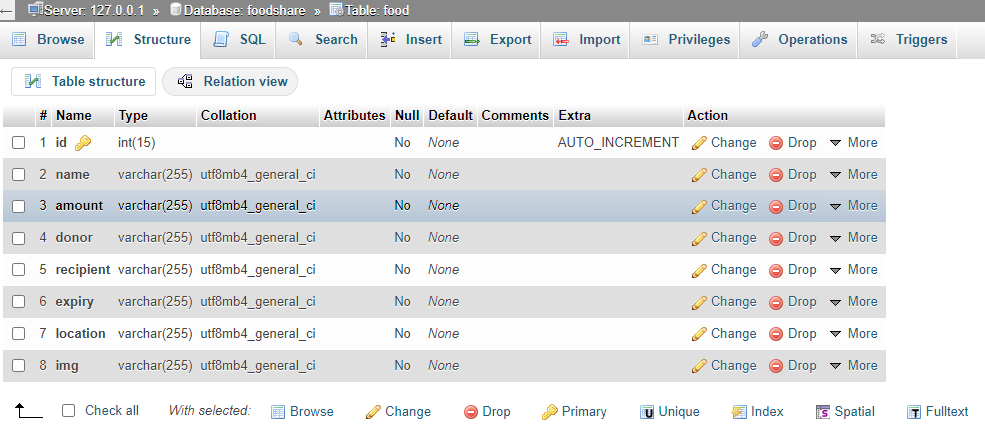 Server: 127.0.0.1 » Database: foodshare » Table: food
Browse Structure SQL Search Insert Export Import Privileges Operations Triggers
Table structure Relation view
# Name Type Collation Attributes Null Default Comments Extra Action
1 id int(15) No None AUTO_INCREMENT Change Drop More
2 name varchar(255) utf8mb4_general_ci No None Change Drop More
3 amount varchar(255) utf8mb4_general_ci No None Change Drop More
4 donor varchar(255) utf8mb4_general_ci No None Change Drop More
5 recipient varchar(255) utf8mb4_general_ci No None Change Drop More
6 expiry varchar(255) utf8mb4_general_ci No None Change Drop More
7 location varchar(255) utf8mb4_general_ci No None Change Drop More
8 img varchar(255) utf8mb4_general_ci No None Change Drop More
Check all With selected: Browse Change Drop Primary Unique Index Spatial Fulltext